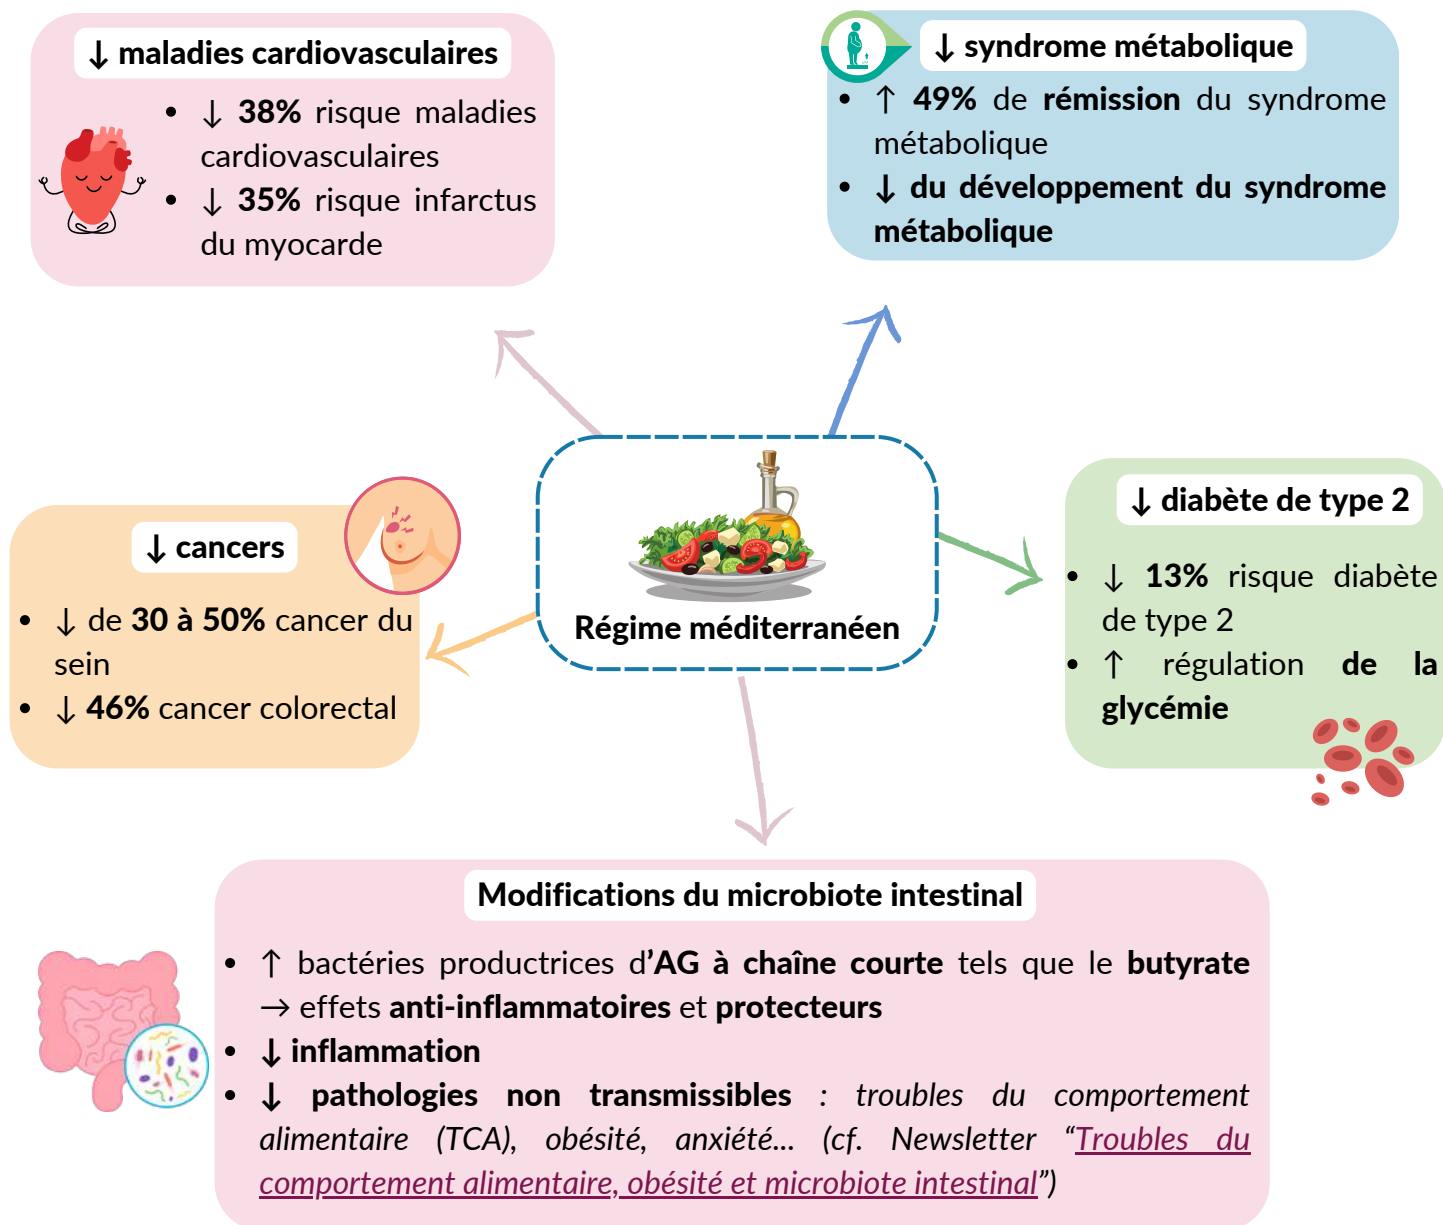 ↓ maladies cardiovasculaires
• ↓ 38% risque maladies
cardiovasculaires
• ↓ 35% risque infarctus
du myocarde
↓ syndrome métabolique
• ↑ 49% de rémission du syndrome
métabolique
• ↓ du développement du syndrome
métabolique
↓ cancers
• ↓ de 30 à 50% cancer du
sein
• ↓ 46% cancer colorectal
Régime méditerranéen
↓ diabète de type 2
• ↓ 13% risque diabète
de type 2
• ↑ régulation de la
glycémie
Modifications du microbiote intestinal
• ↑ bactéries productrices d’AG à chaîne courte tels que le butyrate
→ effets anti-inflammatoires et protecteurs
• ↓ inflammation
• ↓ pathologies non transmissibles : troubles du comportement
alimentaire (TCA), obésité, anxiété... (cf. Newsletter “Troubles du
comportement alimentaire, obésité et microbiote intestinal”)